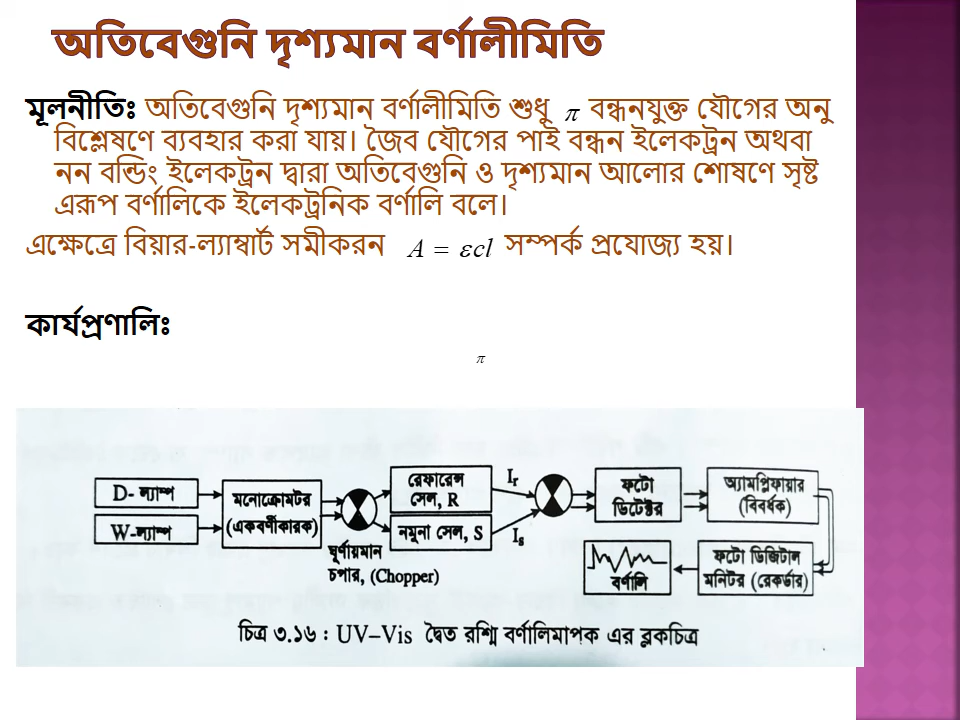 অতিবেগুনি দৃশ্যমান বর্ণালীমিতি
মূলনীতিঃ অতিবেগুনি দৃশ্যমান বর্ণালীমিতি শুধু π বন্ধনযুক্ত যৌগের অনু
বিশ্লেষণে ব্যবহার করা যায়। জৈব যৌগের পাই বন্ধন ইলেকট্রন অথবা
নন বন্ডিং ইলেকট্রন দ্বারা অতিবেগুনি ও দৃশ্যমান আলোর শোষণে সৃষ্ট
এরূপ বর্ণালিকে ইলেকট্রনিক বর্ণালি বলে।
এক্ষেত্রে বিয়ার-ল্যাম্বার্ট সমীকরন A = εcl সম্পর্ক প্রযোজ্য হয়।
কার্যপ্রণালিঃ
π
D- ল্যাম্প
W-ল্যাম্প
মনোক্রোমটর
(একবর্ণীকারক)
ঘূর্ণায়মান
চপার, (Chopper)
রেফারেন্স
সেল, R
নমুনা সেল, S
Ir
Is
ফটো
ডিটেক্টর
অ্যামপ্লিফায়ার
(বিবর্ধক)
ফটো ডিজিটাল
মনিটর (রেকর্ডার)
বর্ণালি
চিত্র ৩.১৬ : UV–Vis দ্বৈত রশ্মি বর্ণালিমাপক এর ব্লকচিত্র